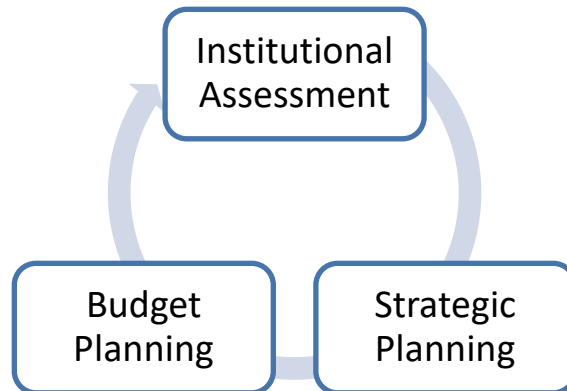 Institutional
Assessment
Budget
Planning
Strategic
Planning